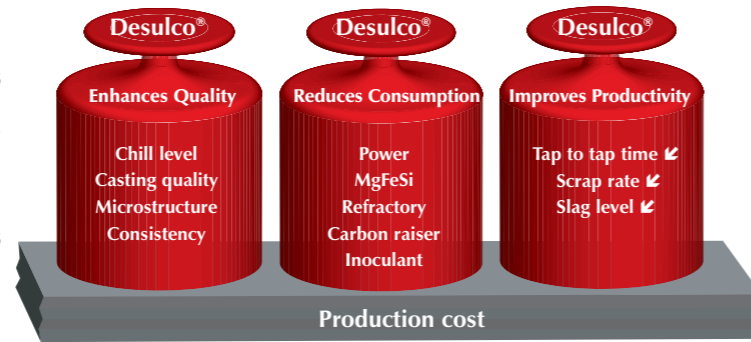 Desulco®
Enhances Quality
Chill level
Casting quality
Microstructure
Consistency
Desulco®
Reduces Consumption
Power
MgFeSi
Refractory
Carbon raiser
Inoculant
Desulco®
Improves Productivity
Tap to tap time ↙
Scrap rate ↙
Slag level ↙
Production cost